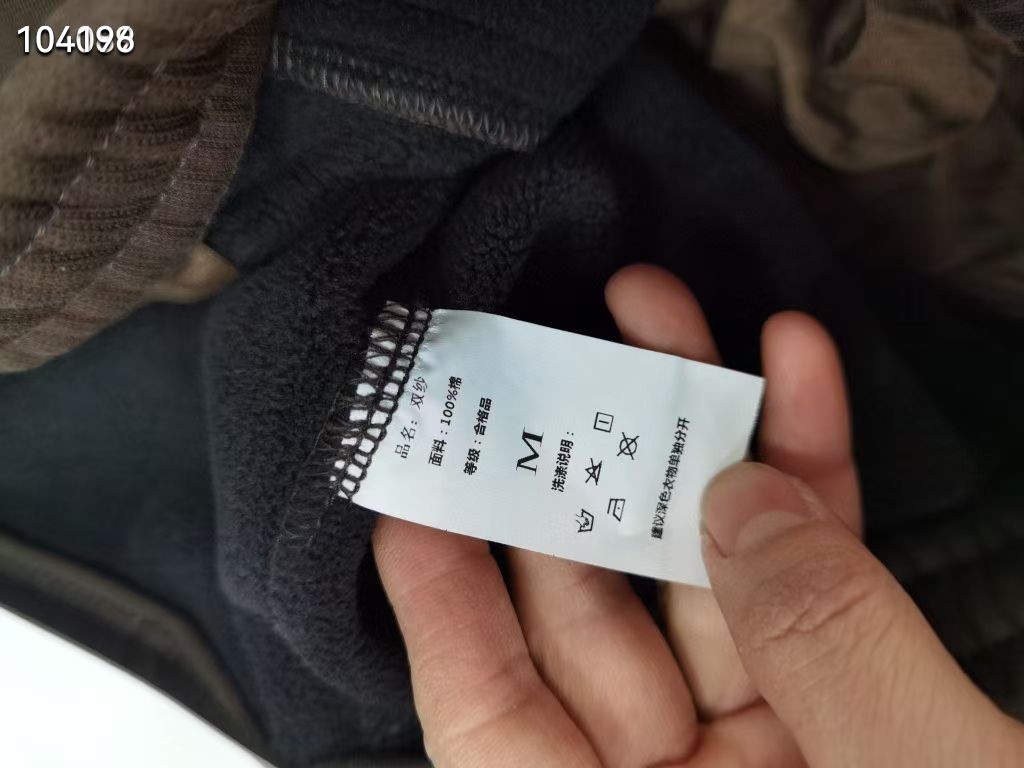 品名：双纱
面料：100%棉
等级：合格品
M
洗涤说明：
建议深色衣物单独分开